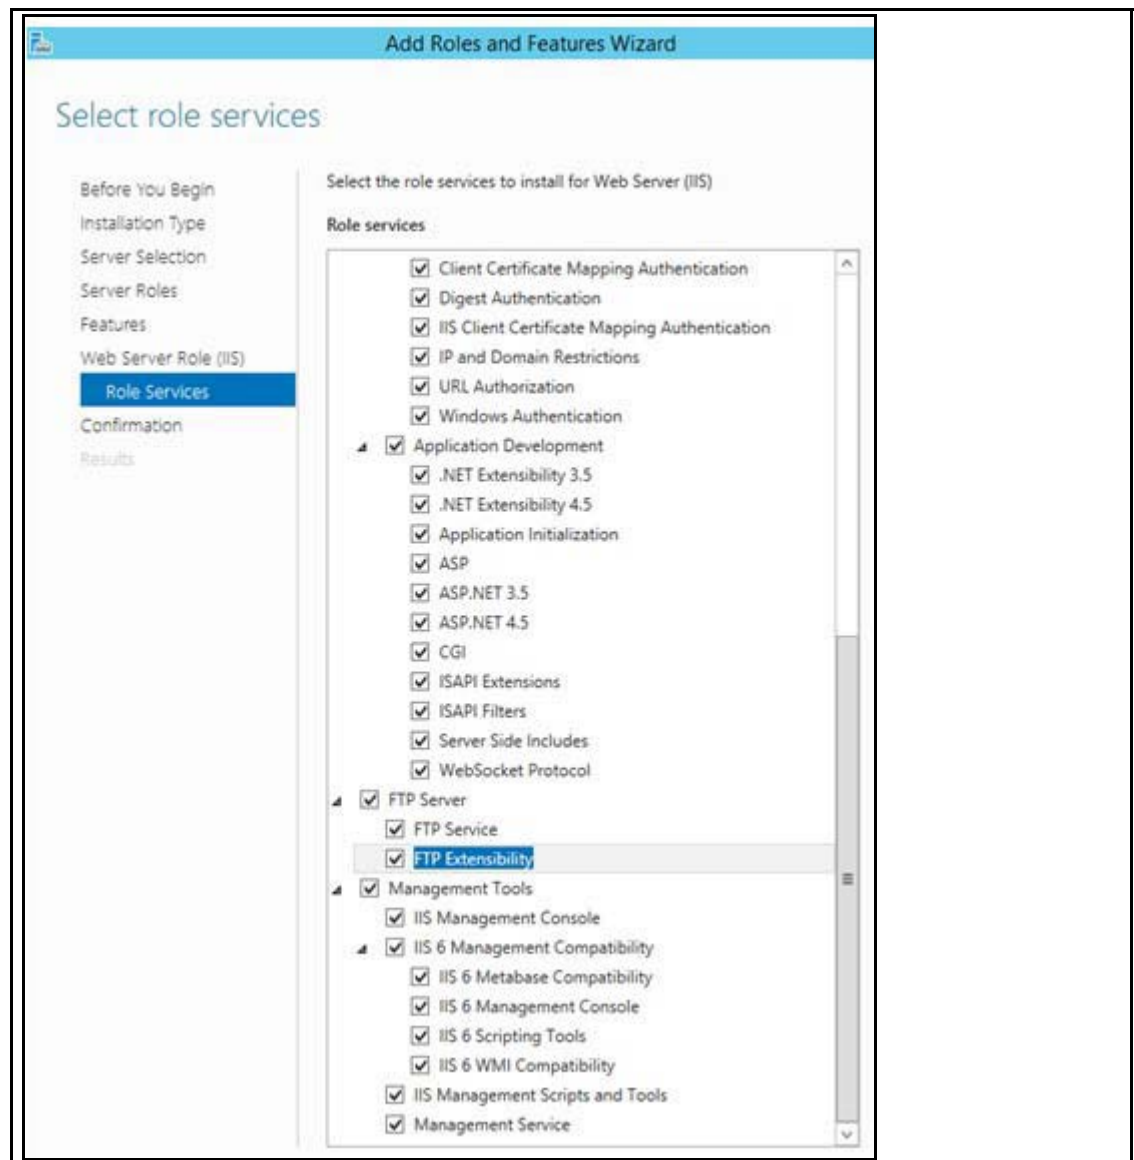 Add Roles and Features Wizard
Select role services
Before You Begin
Installation Type
Server Selection
Server Roles
Features
Web Server Role (IIS)
Role Services
Confirmation
Results
Select the role services to install for Web Server (IIS)
Role services
Client Certificate Mapping Authentication
Digest Authentication
IIS Client Certificate Mapping Authentication
IP and Domain Restrictions
URL Authorization
Windows Authentication
Application Development
.NET Extensibility 3.5
.NET Extensibility 4.5
Application Initialization
ASP
ASP.NET 3.5
ASP.NET 4.5
CGI
ISAPI Extensions
ISAPI Filters
Server Side Includes
WebSocket Protocol
FTP Server
FTP Service
FTP Extensibility
Management Tools
IIS Management Console
IIS 6 Management Compatibility
IIS 6 Metabase Compatibility
IIS 6 Management Console
IIS 6 Scripting Tools
IIS 6 WMI Compatibility
IIS Management Scripts and Tools
Management Service